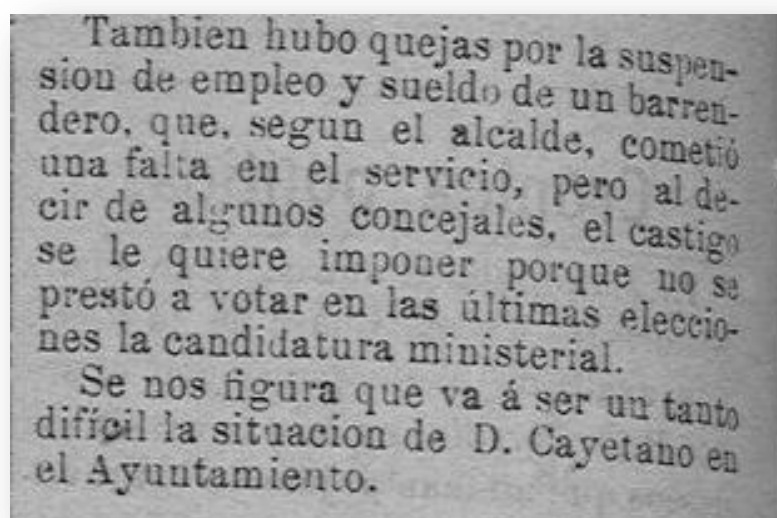 Tambien hubo quejas por la suspen-
sion de empleo y sueldo de un barren-
dero, que, segun el alcalde, cometió
una falta en el servicio, pero al de-
cir de algunos concejales, el castigo
se le quiere imponer porque no se
prestó a votar en las últimas eleccio-
nes la candidatura ministerial.
Se nos figura que va á ser un tanto
difícil la situacion de D. Cayetano en
el Ayuntamiento.